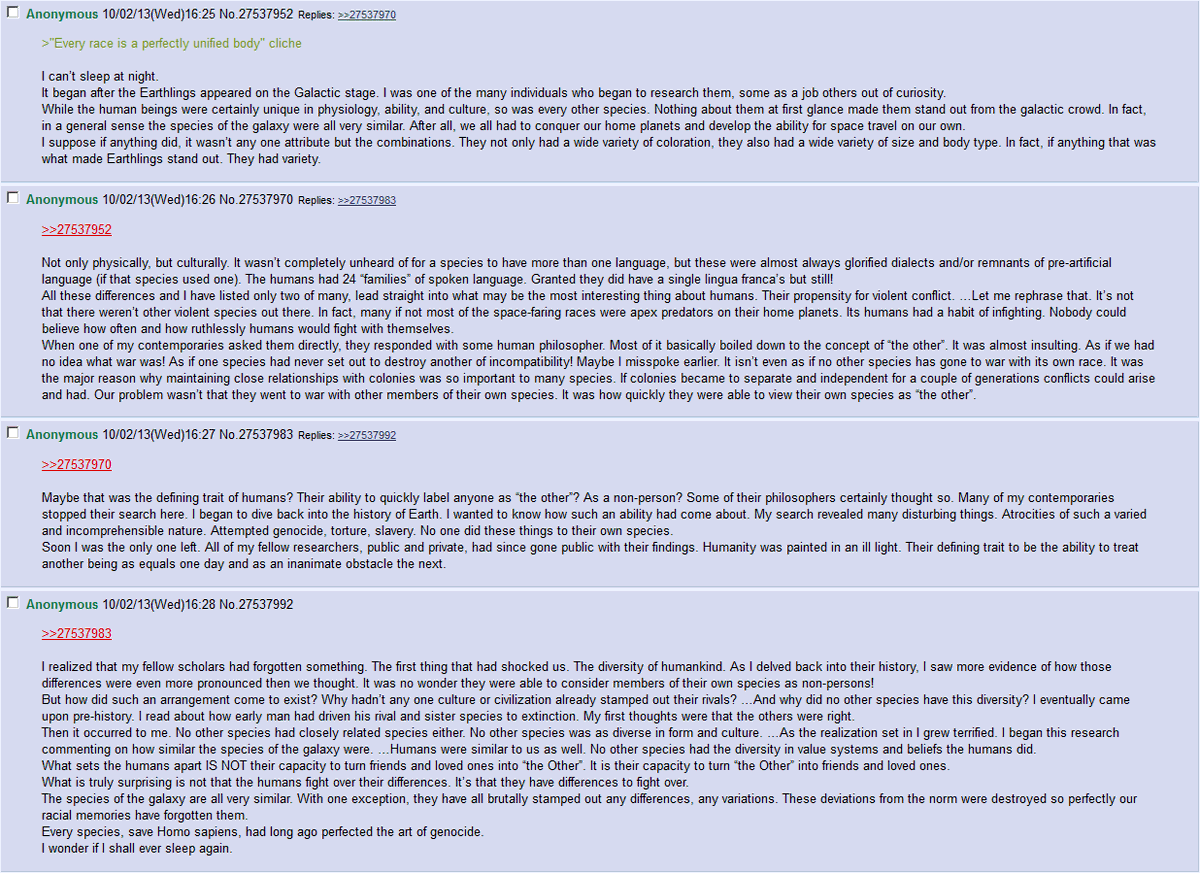 Anonymous 10/02/13(Wed)16:25 No.27537952 Replies: >>27537970
>"Every race is a perfectly unified body" cliche
I can't sleep at night.
It began after the Earthlings appeared on the Galactic stage. I was one of the many individuals who began to research them, some as a job others out of curiosity.
While the human beings were certainly unique in physiology, ability, and culture, so was every other species. Nothing about them at first glance made them stand out from the galactic crowd. In fact,
in a general sense the species of the galaxy were all very similar. After all, we all had to conquer our home planets and develop the ability for space travel on our own.
I suppose if anything did, it wasn't any one attribute but the combinations. They not only had a wide variety of coloration, they also had a wide variety of size and body type. In fact, if anything that was
what made Earthlings stand out. They had variety.
Anonymous 10/02/13(Wed)16:26 No.27537970 Replies: >>27537983
>>27537952
Not only physically, but culturally. It wasn't completely unheard of for a species to have more than one language, but these were almost always glorified dialects and/or remnants of pre-artificial
language (if that species used one). The humans had 24 “families” of spoken language. Granted they did have a single lingua franca's but still!
All these differences and I have listed only two of many, lead straight into what may be the most interesting thing about humans. Their propensity for violent conflict. …Let me rephrase that. It's not
that there weren't other violent species out there. In fact, many if not most of the space-faring races were apex predators on their home planets. Its humans had a habit of infighting. Nobody could
believe how often and how ruthlessly humans would fight with themselves.
When one of my contemporaries asked them directly, they responded with some human philosopher. Most of it basically boiled down to the concept of “the other”. It was almost insulting. As if we had
no idea what war was! As if one species had never set out to destroy another of incompatibility! Maybe I misspoke earlier. It isn't even as if no other species has gone to war with its own race. It was
the major reason why maintaining close relationships with colonies was so important to many species. If colonies became to separate and independent for a couple of generations conflicts could arise
and had. Our problem wasn't that they went to war with other members of their own species. It was how quickly they were able to view their own species as “the other”.
Anonymous 10/02/13(Wed)16:27 No.27537983 Replies: >>27537992
>>27537970
Maybe that was the defining trait of humans? Their ability to quickly label anyone as “the other”? As a non-person? Some of their philosophers certainly thought so. Many of my contemporaries
stopped their search here. I began to dive back into the history of Earth. I wanted to know how such an ability had come about. My search revealed many disturbing things. Atrocities of such a varied
and incomprehensible nature. Attempted genocide, torture, slavery. No one did these things to their own species.
Soon I was the only one left. All of my fellow researchers, public and private, had since gone public with their findings. Humanity was painted in an ill light. Their defining trait to be the ability to treat
another being as equals one day and as an inanimate obstacle the next.
Anonymous 10/02/13(Wed)16:28 No.27537992
>>27537983
I realized that my fellow scholars had forgotten something. The first thing that had shocked us. The diversity of humankind. As I delved back into their history, I saw more evidence of how those
differences were even more pronounced then we thought. It was no wonder they were able to consider members of their own species as non-persons!
But how did such an arrangement come to exist? Why hadn't any one culture or civilization already stamped out their rivals? …And why did no other species have this diversity? I eventually came
upon pre-history. I read about how early man had driven his rival and sister species to extinction. My first thoughts were that the others were right.
Then it occurred to me. No other species had closely related species either. No other species was as diverse in form and culture. …As the realization set in I grew terrified. I began this research
commenting on how similar the species of the galaxy were. …Humans were similar to us as well. No other species had the diversity in value systems and beliefs the humans did.
What sets the humans apart IS NOT their capacity to turn friends and loved ones into “the Other”. It is their capacity to turn “the Other” into friends and loved ones.
What is truly surprising is not that the humans fight over their differences. It's that they have differences to fight over.
The species of the galaxy are all very similar. With one exception, they have all brutally stamped out any differences, any variations. These deviations from the norm were destroyed so perfectly our
racial memories have forgotten them.
Every species, save Homo sapiens, had long ago perfected the art of genocide.
I wonder if I shall ever sleep again.